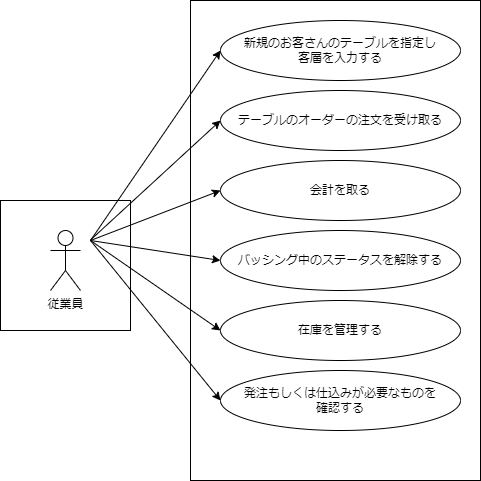 新規のお客さんのテーブルを指定し
客層を入力する
テーブルのオーダーの注文を受け取る
会計を取る
バッシング中のステータスを解除する
従業員
在庫を管理する
発注もしくは仕込みが必要なものを
確認する